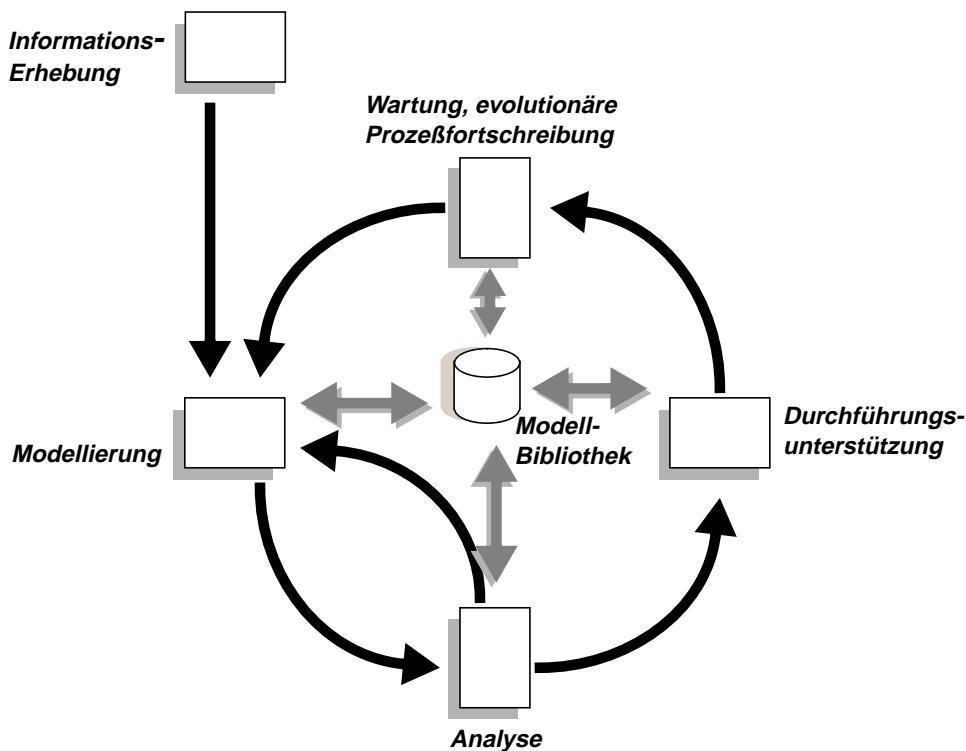 Informations-
Erhebung
Wartung, evolutionäre
Prozeßfortschreibung
Modellierung
Modell-
Bibliothek
Durchführungs-
unterstützung
Analyse